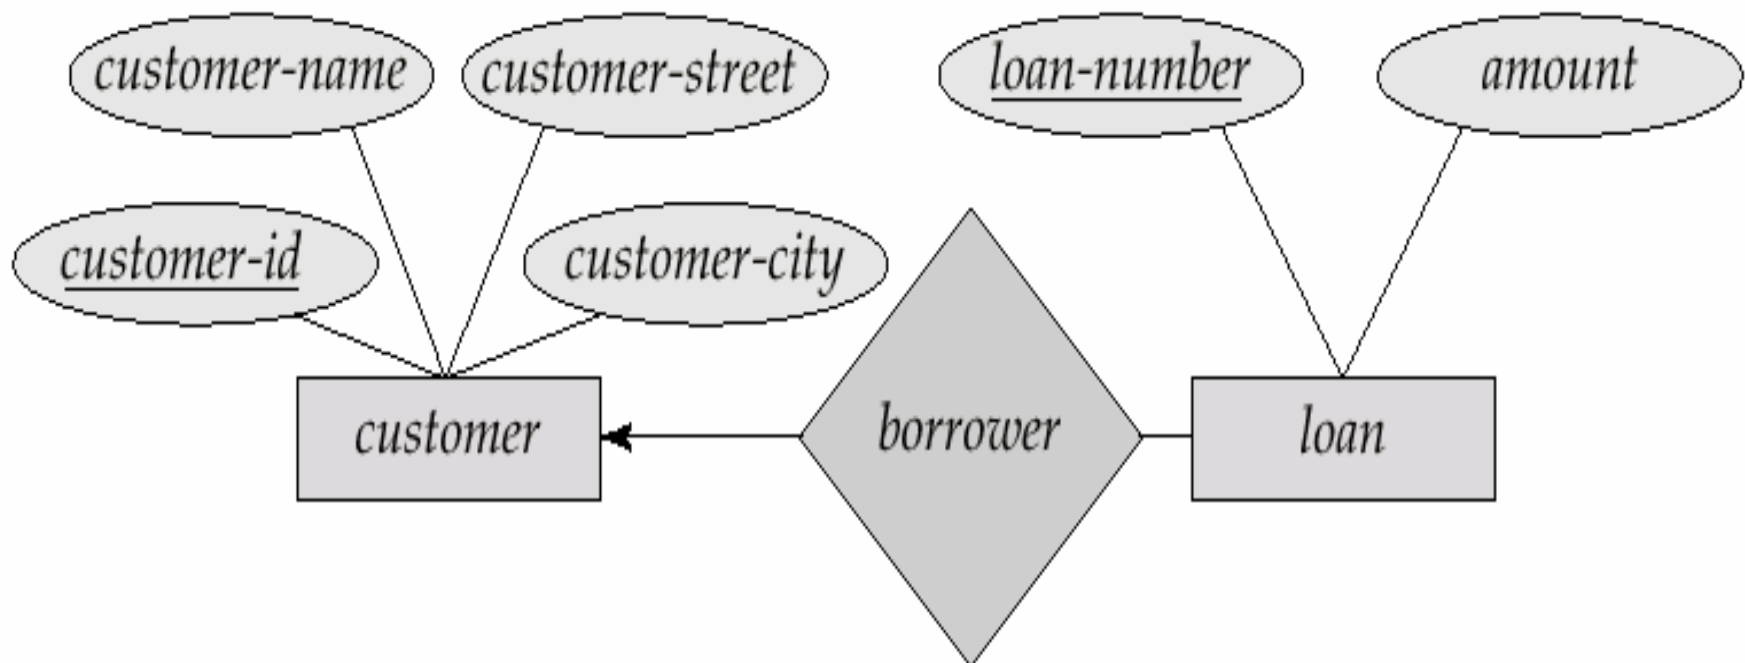 customer-name
customer-street
loan-number
amount
customer-id
customer-city
customer
borrower
loan